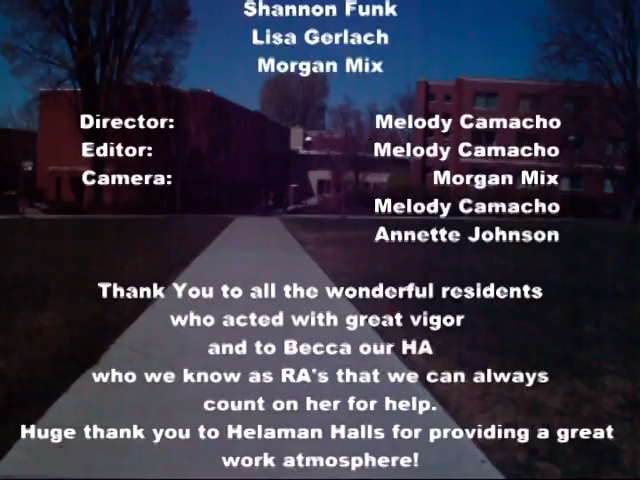 Shannon Funk
Lisa Gerlach
Morgan Mix
Director: Melody Camacho
Editor: Melody Camacho
Camera: Morgan Mix
Melody Camacho
Annette Johnson
Thank You to all the wonderful residents
who acted with great vigor
and to Becca our HA
who we know as RA's that we can always
count on her for help.
Huge thank you to Helaman Halls for providing a great
work atmosphere!